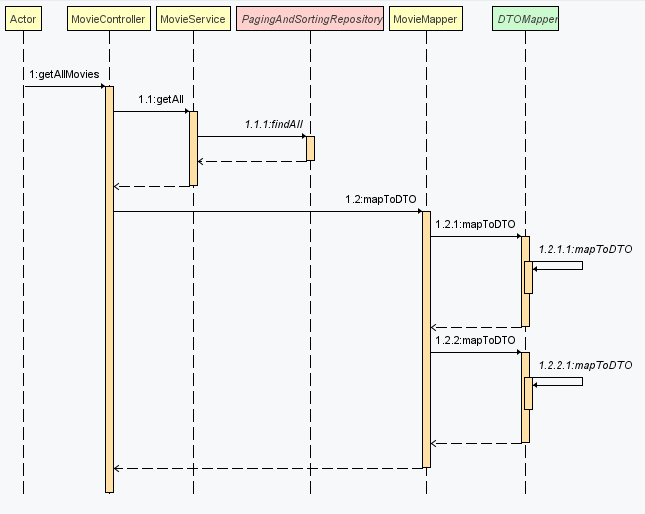 Actor
MovieController
MovieService
PagingAndSortingRepository
MovieMapper
DTOMapper
1:getAllMovies
1.1:getAll
1.1.1:findAll
1.2:mapToDTO
1.2.1:mapToDTO
1.2.1.1:mapToDTO
1.2.2:mapToDTO
1.2.2.1:mapToDTO